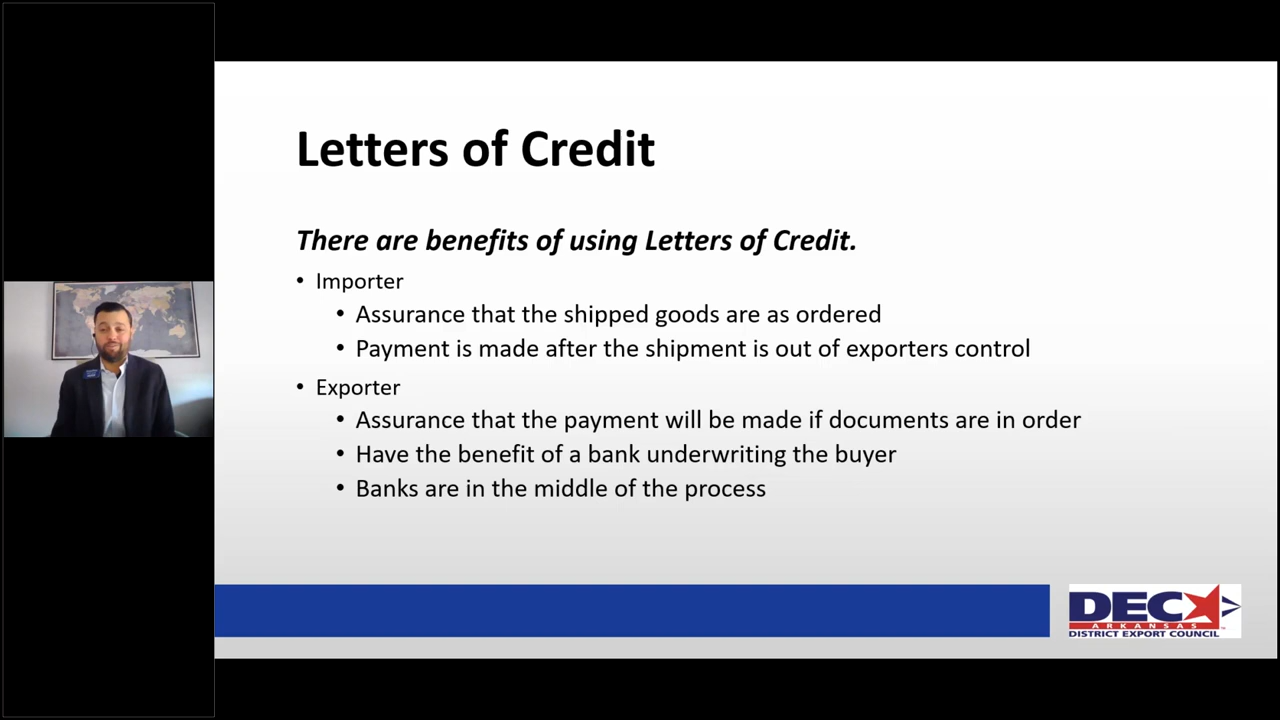 Letters of Credit
There are benefits of using Letters of Credit.
• Importer
• Assurance that the shipped goods are as ordered
• Payment is made after the shipment is out of exporters control
• Exporter
• Assurance that the payment will be made if documents are in order
• Have the benefit of a bank underwriting the buyer
• Banks are in the middle of the process
DEC
ARKANSAS
DISTRICT EXPORT COUNCIL